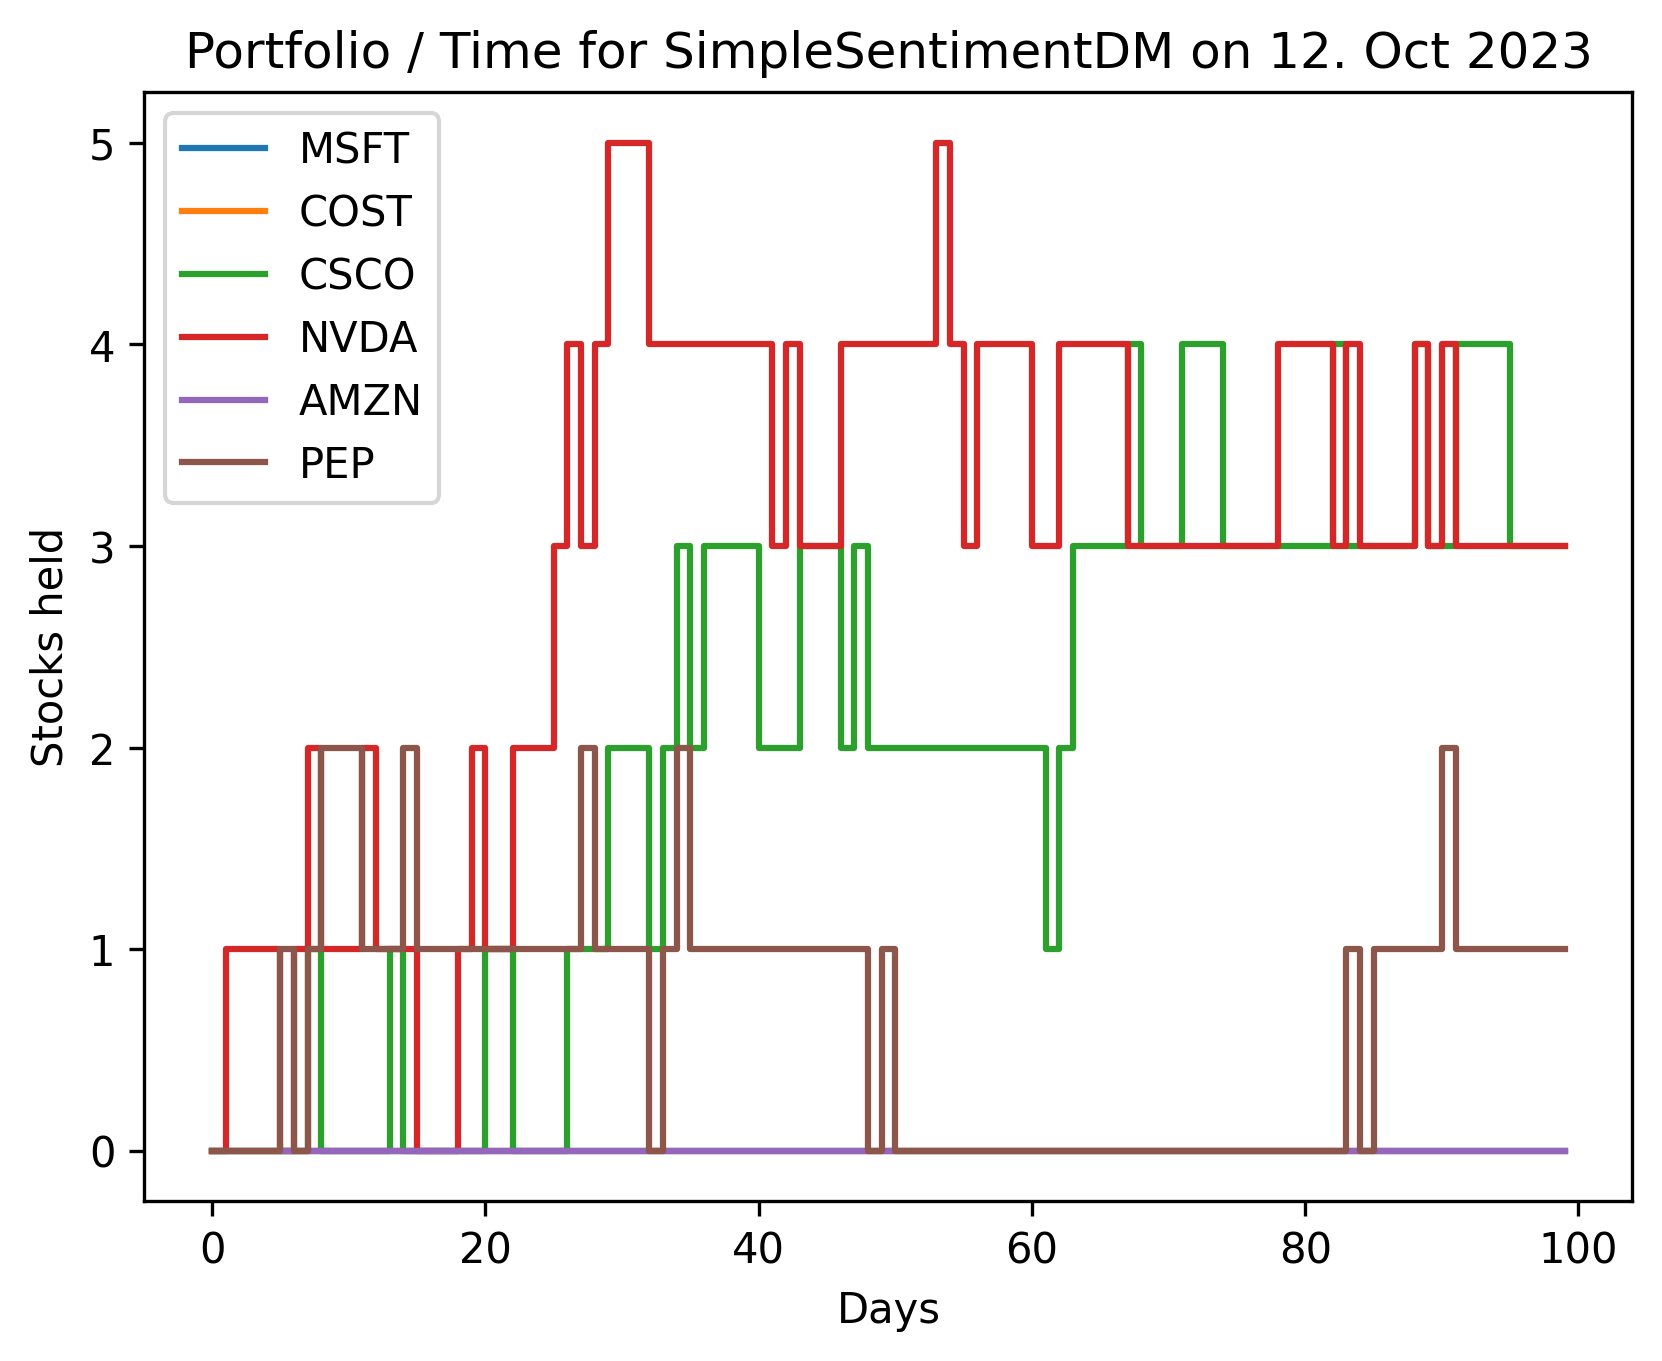 Portfolio / Time for SimpleSentimentDM on 12. Oct 2023
MSFT
COST
CSCO
NVDA
AMZN
PEP
Stocks held
5
4
3
2
1
0
0 20 40 60 80 100
Days